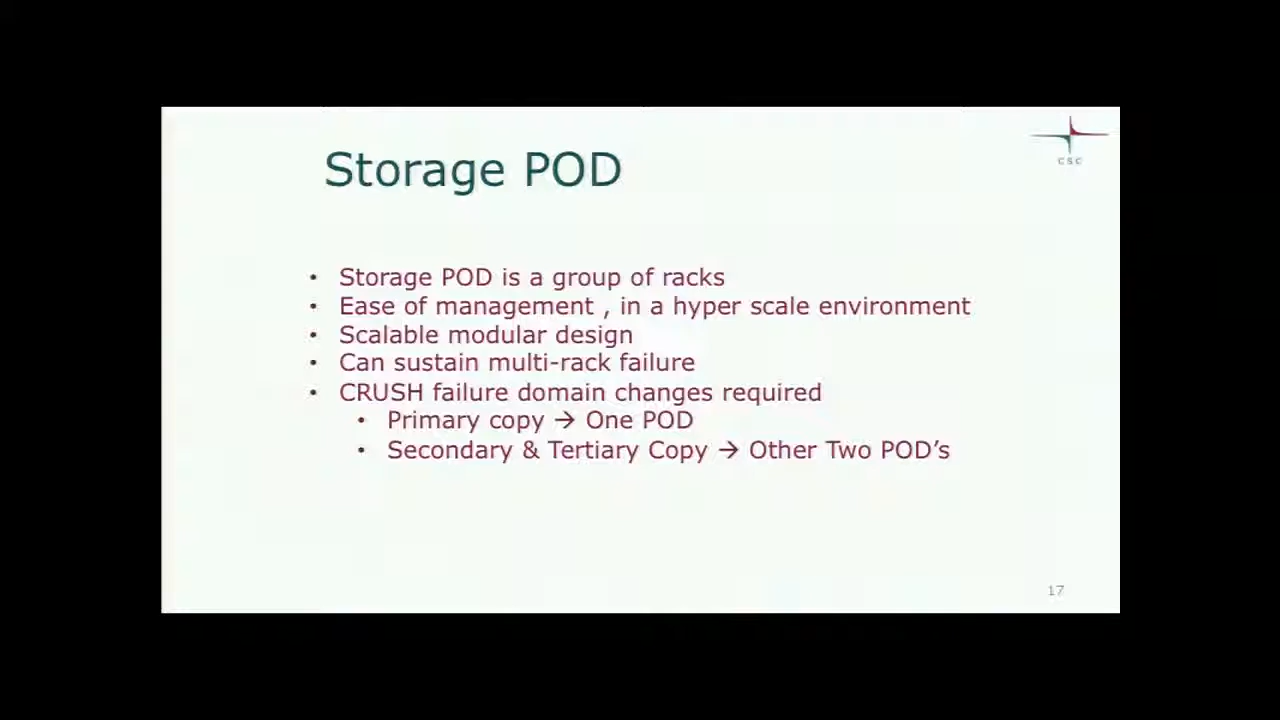 Storage POD
CSC
• Storage POD is a group of racks
• Ease of management , in a hyper scale environment
• Scalable modular design
• Can sustain multi-rack failure
• CRUSH failure domain changes required
• Primary copy → One POD
• Secondary & Tertiary Copy → Other Two POD’s
17